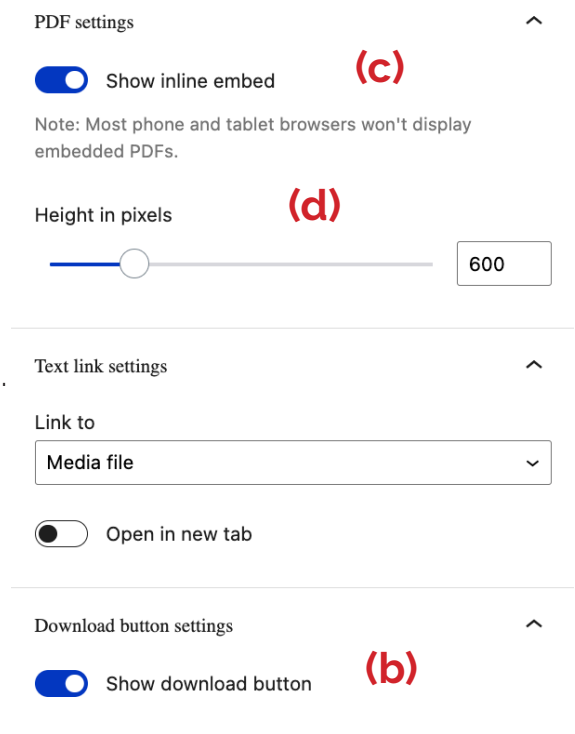 PDF settings
Show inline embed
(c)
Note: Most phone and tablet browsers won't display
embedded PDFs.
Height in pixels
(d)
600
Text link settings
.
Link to
Media file
Open in new tab
Download button settings
Show download button
(b)